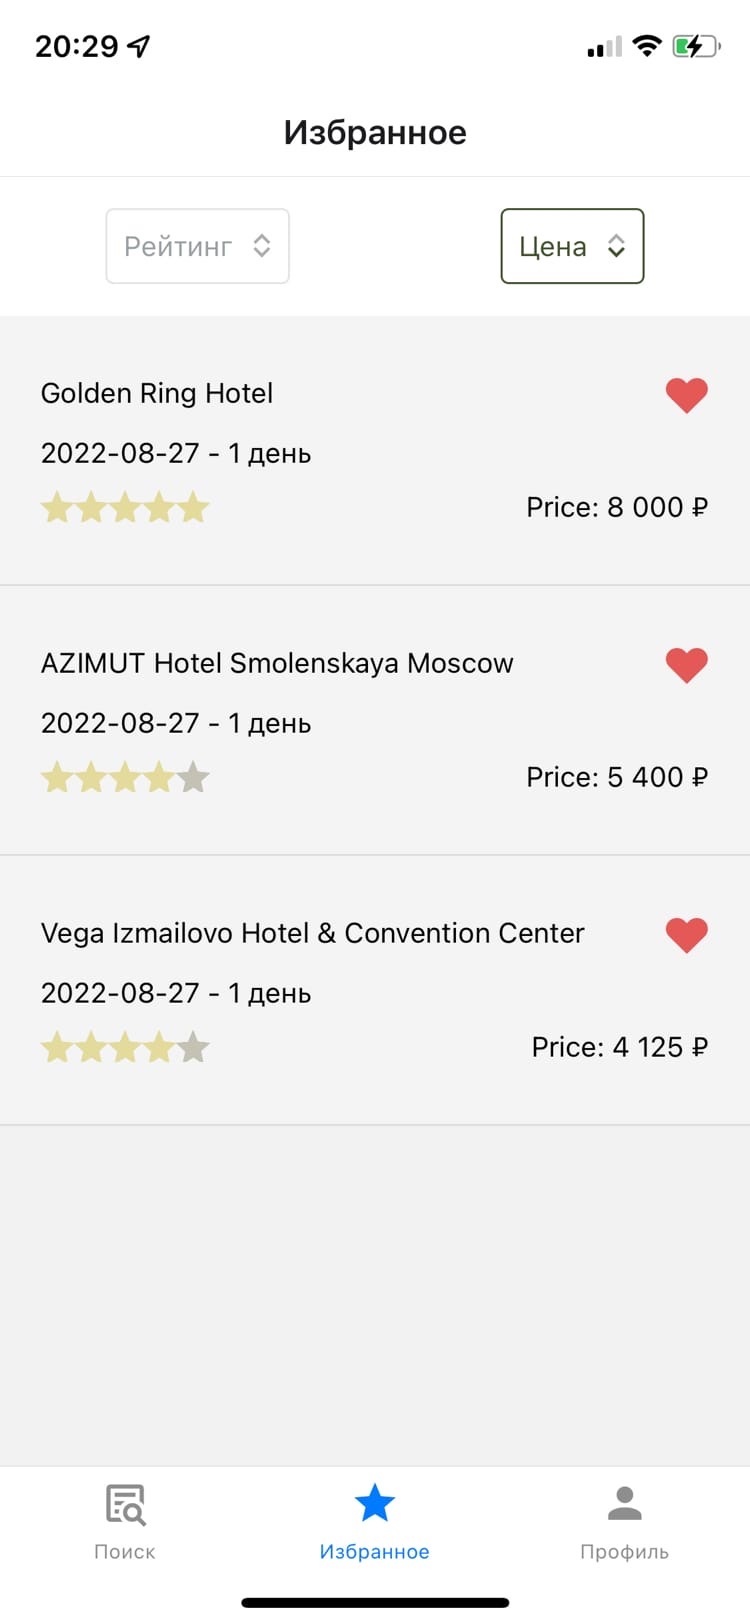 20:29
Избранное
Рейтинг
Цена
Golden Ring Hotel
2022-08-27 - 1 день
Price: 8 000 ₽
AZIMUT Hotel Smolenskaya Moscow
2022-08-27 - 1 день
Price: 5 400 ₽
Vega Izmailovo Hotel & Convention Center
2022-08-27 - 1 день
Price: 4 125 ₽
Поиск
Избранное
Профиль